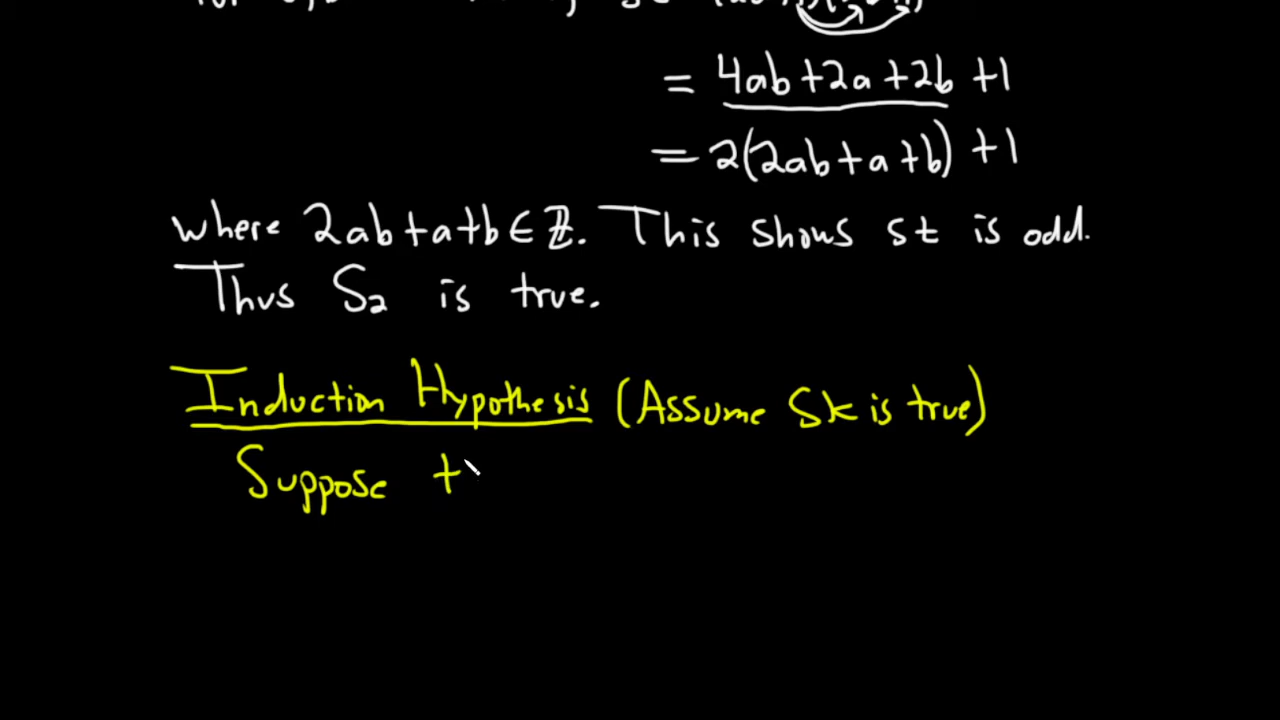 = 4ab+2a+2b +1
= 2(2ab+a+b) +1
where 2ab+a+b ∈ ℤ. This shows st is odd.
Thus S₂ is true.
Induction Hypothesis (Assume Sk is true)
Suppose